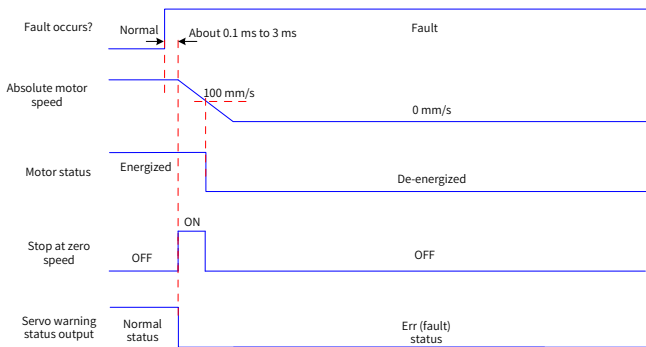 Fault occurs?
Normal
About 0.1 ms to 3 ms
Fault
Absolute motor
speed
100 mm/s
0 mm/s
Motor status
Energized
De-energized
Stop at zero
speed
OFF
ON
OFF
Servo warning
status output
Normal
status
Err (fault)
status